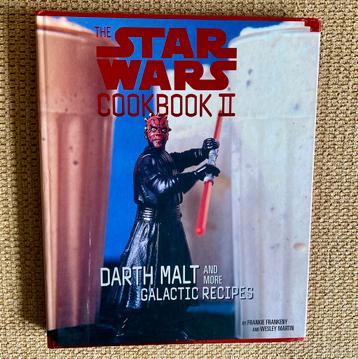 THE
STAR
WARS
COOKBOOK II
DARTH MALT AND MORE
GALACTIC RECIPES
BY FRANKIE FRANKENY
AND WESLEY MARTIN